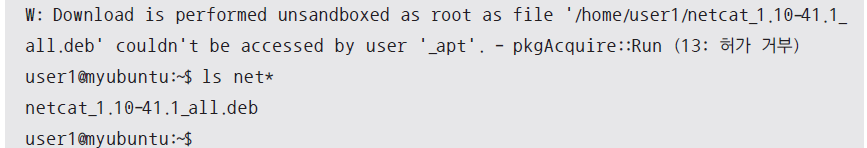 W: Download is performed unsandboxed as root as file '/home/user1/netcat_1.10-41.1_
all.deb' couldn't be accessed by user '_apt'. - pkgAcquire::Run (13: 허가 거부)
user1@myubuntu:~$ ls net*
netcat_1.10-41.1_all.deb
user1@myubuntu:~$